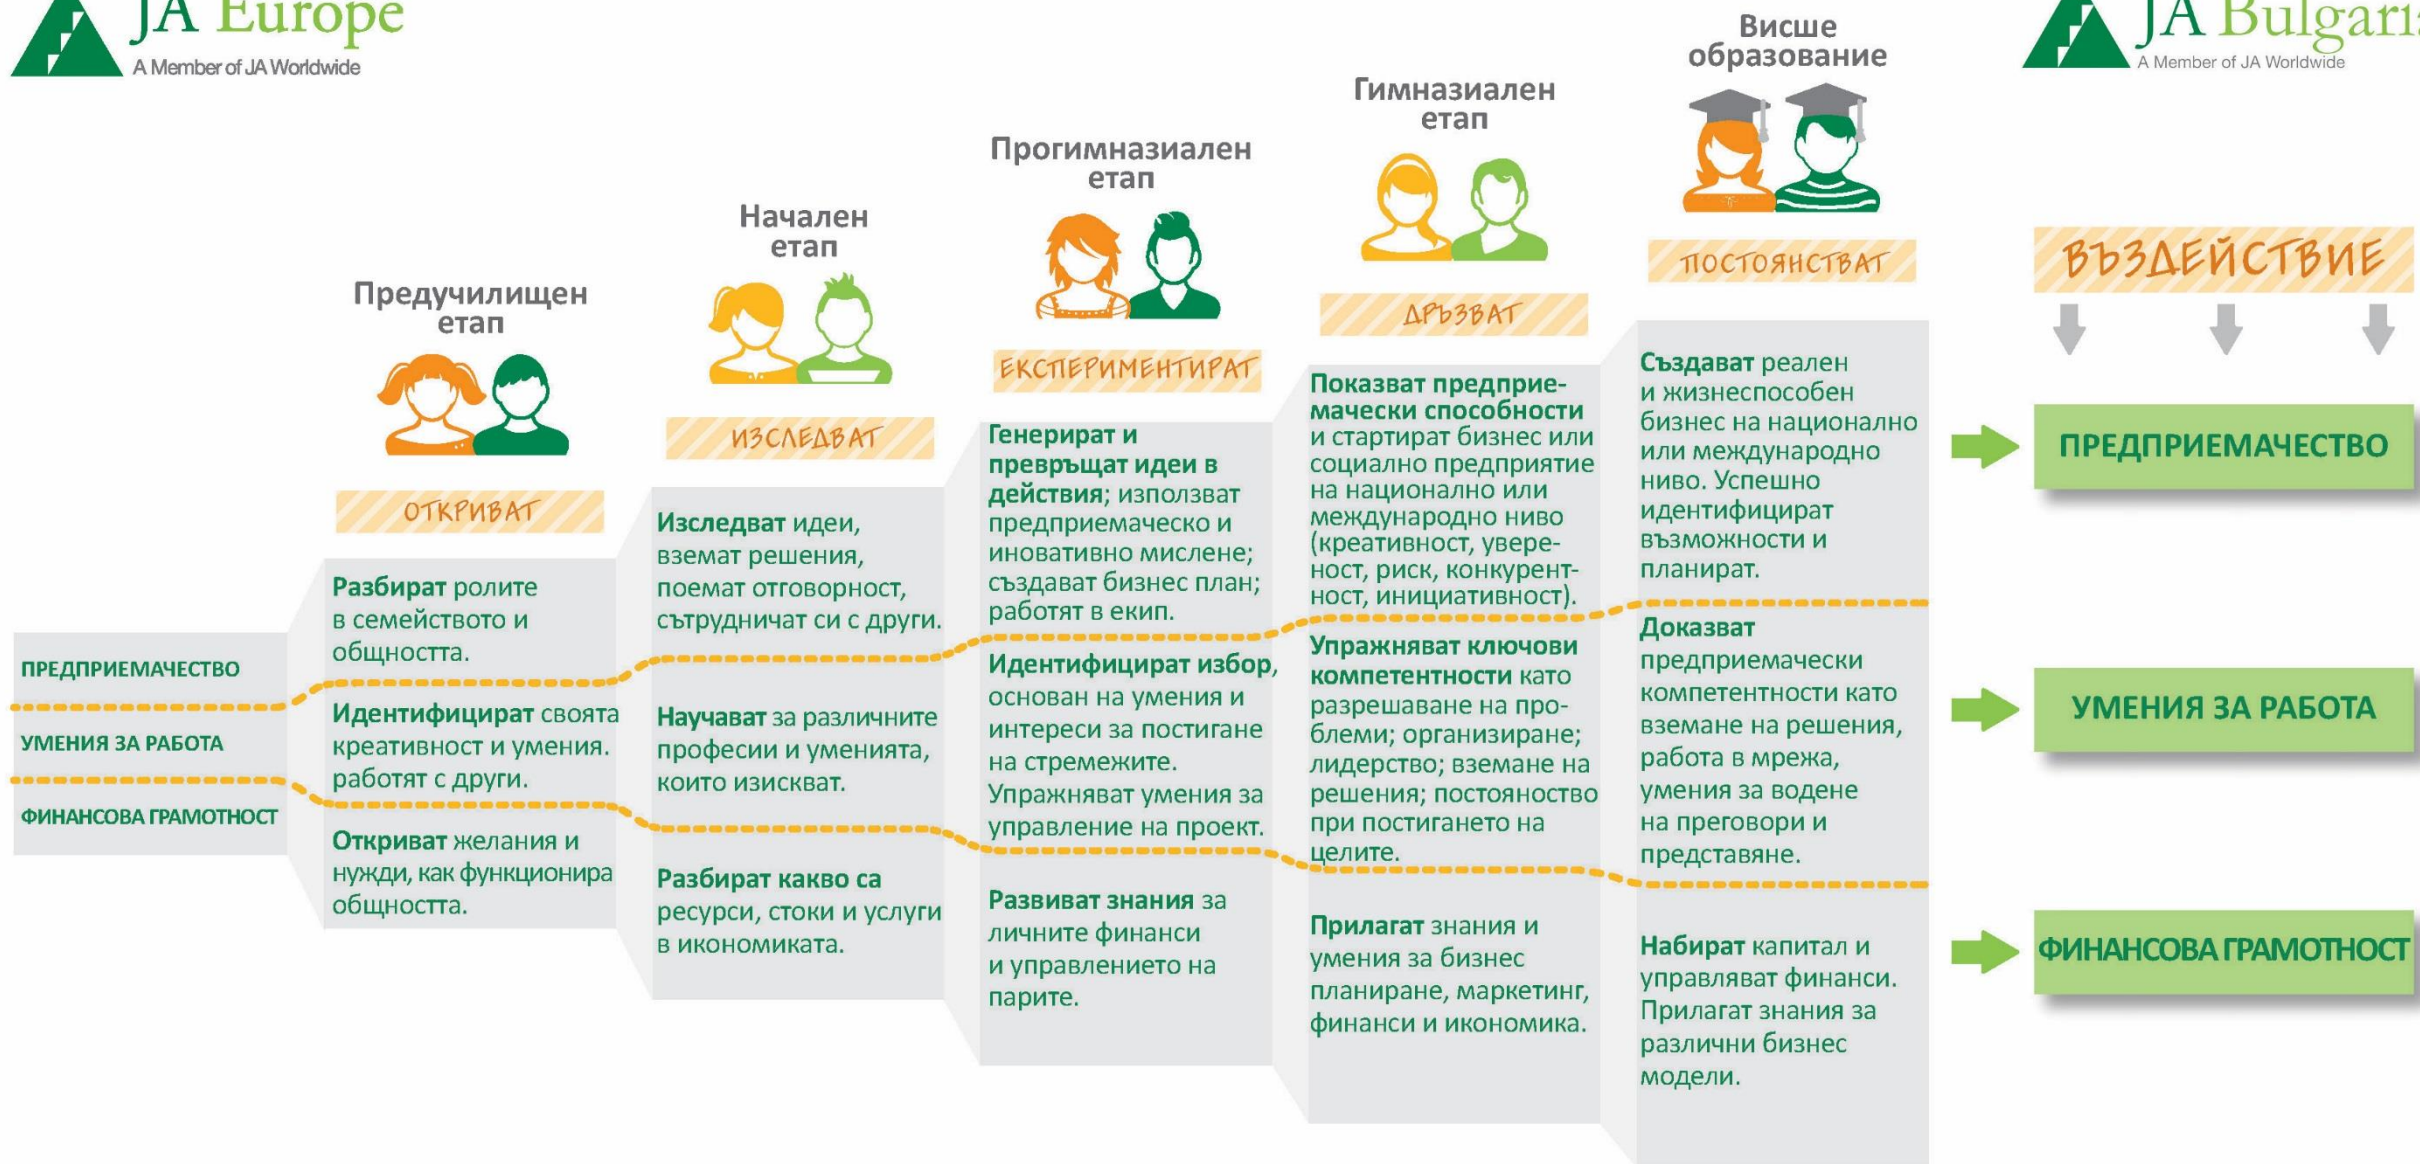 JA Europe
A Member of JA Worldwide
JA Bulgaria
A Member of JA Worldwide
Предучилищен
етап
ОТКРИВАТ
Начален
етап
ИЗСЛЕДВАТ
Прогимназиален
етап
ЕКСПЕРИМЕНТИРАТ
Гимназиален
етап
ДРЪЗВАТ
Висше
образование
ПОСТОЯНСТВАТ
ВЪЗДЕЙСТВИЕ
ПРЕДПРИЕМАЧЕСТВО
УМЕНИЯ ЗА РАБОТА
ФИНАНСОВА ГРАМОТНОСТ
Разбират ролите
в семейството и
общността.
Идентифицират своята
креативност и умения.
работят с други.
Откриват желания и
нужди, как функционира
общността.
Изследват идеи,
вземат решения,
поемат отговорност,
сътрудничат си с други.
Научават за различните
професии и уменията,
които изискват.
Разбират какво са
ресурси, стоки и услуги
в икономиката.
Генерират и
превръщат идеи в
действия; използват
предприемаческо и
иновативно мислене;
създават бизнес план;
работят в екип.
Идентифицират избор,
основан на умения и
интереси за постигане
на стремежите.
Упражняват умения за
управление на проект.
Развиват знания за
личните финанси
и управлението на
парите.
Показват предприе-
мачески способности
и стартират бизнес или
социално предприятие
на национално или
международно ниво
(креативност, увере-
ност, риск, конкурент-
ност, инициативност).
Упражняват ключови
компетентности като
разрешаване на про-
блеми; организиране;
лидерство; вземане на
решения; постояноство
при постигането на
целите.
Прилагат знания и
умения за бизнес
планиране, маркетинг,
финанси и икономика.
Създават реален
и жизнеспособен
бизнес на национално
или международно
ниво. Успешно
идентифицират
възможности и
планират.
Доказват
предприемачески
компетентности като
вземане на решения,
работа в мрежа,
умения за водене
на преговори и
представяне.
Набират капитал и
управляват финанси.
Прилагат знания за
различни бизнес
модели.
ПРЕДПРИЕМАЧЕСТВО
УМЕНИЯ ЗА РАБОТА
ФИНАНСОВА ГРАМОТНОСТ